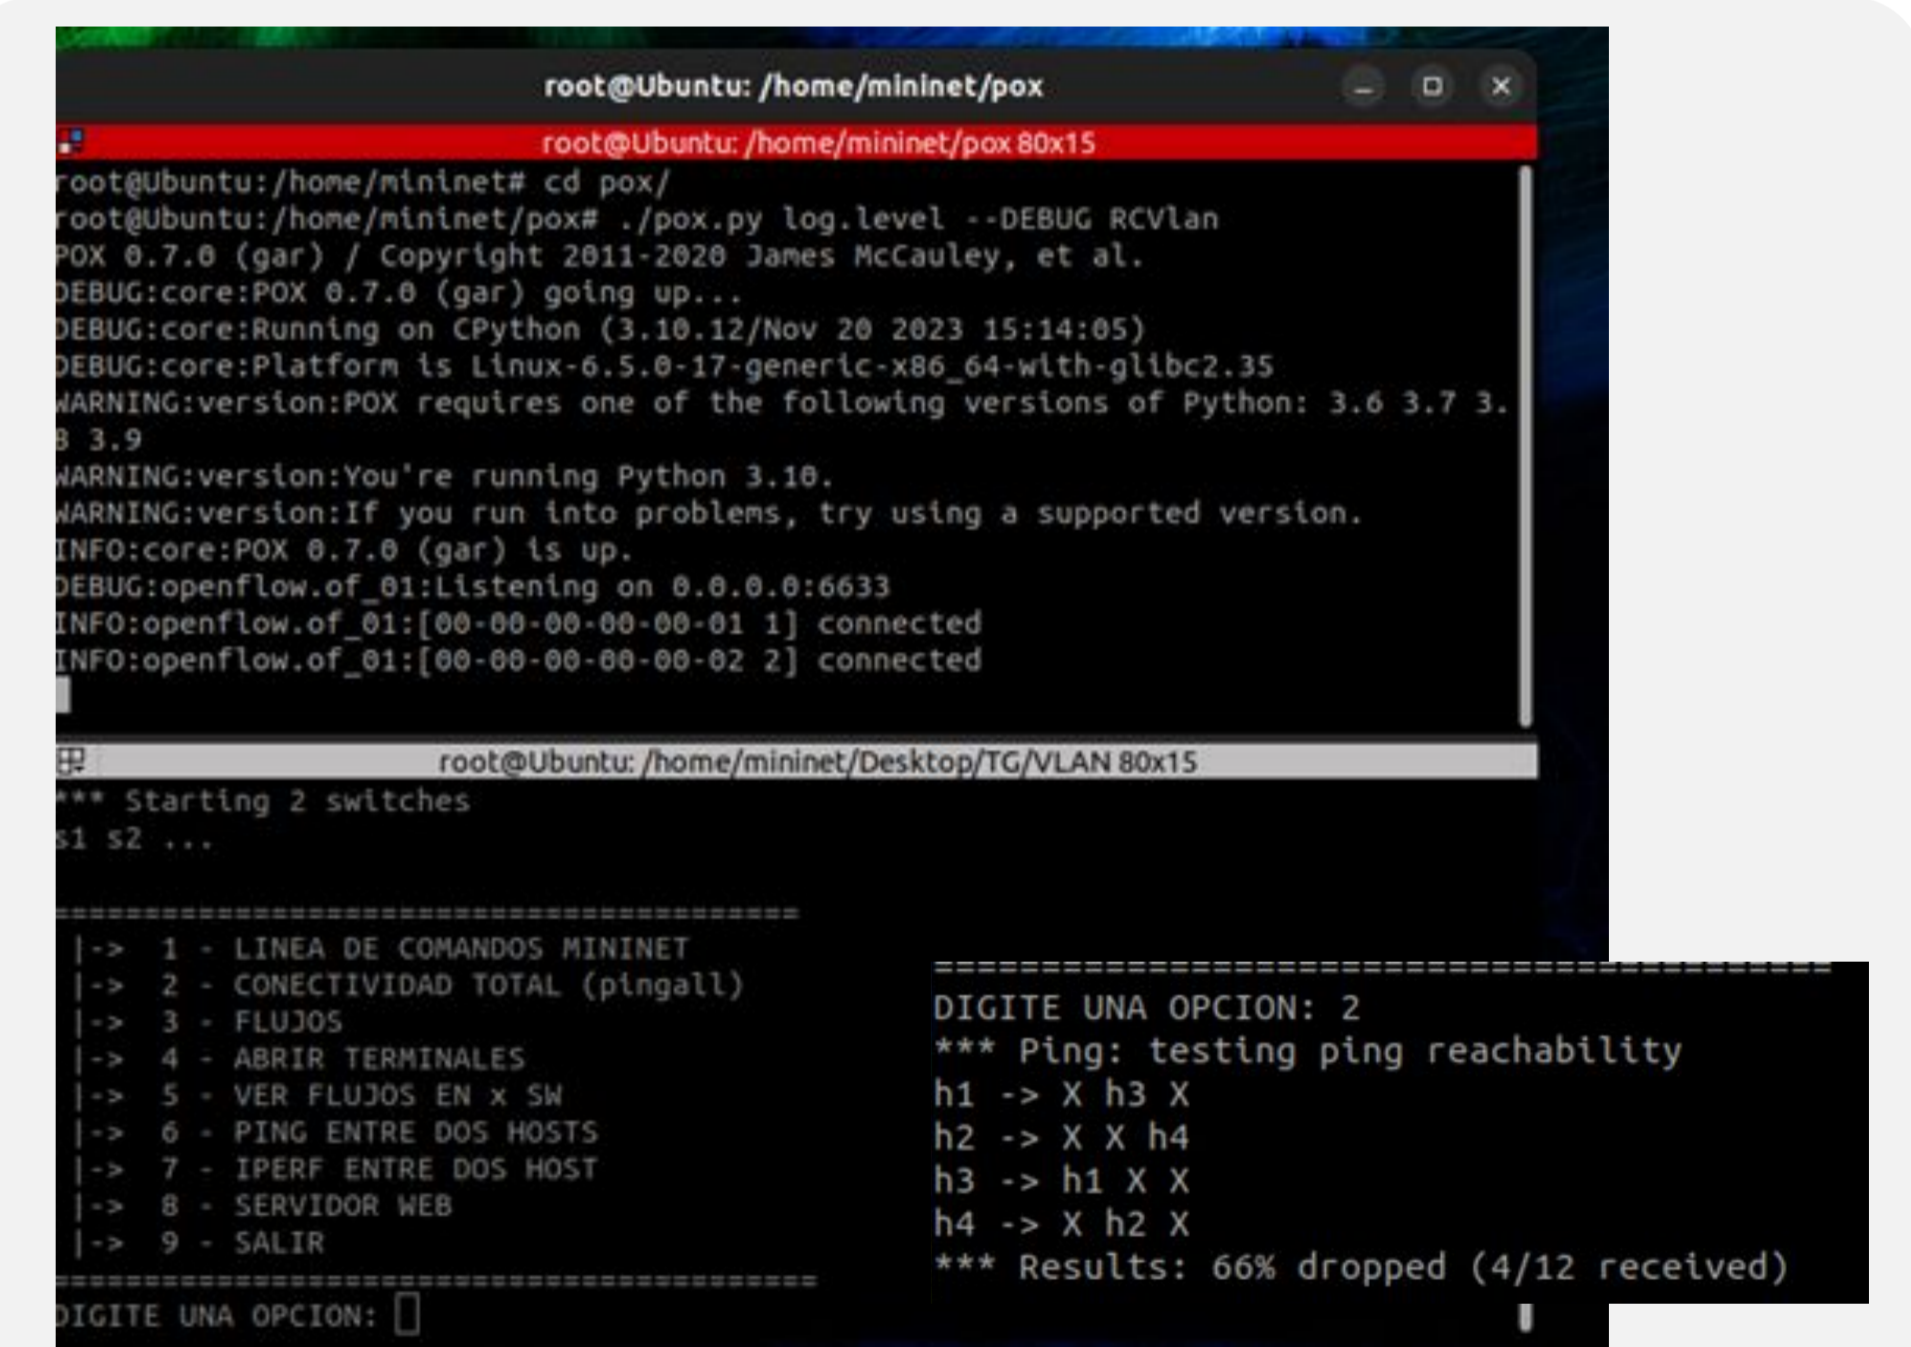 root@Ubuntu: /home/mininet/pox
root@Ubuntu: /home/mininet/pox 80x15
root@Ubuntu:/home/mininet# cd pox/
root@Ubuntu:/home/mininet/pox# ./pox.py log.level --DEBUG RCVlan
POX 0.7.0 (gar) / Copyright 2011-2020 James McCauley, et al.
DEBUG:core:POX 0.7.0 (gar) going up...
DEBUG:core:Running on CPython (3.10.12/Nov 20 2023 15:14:05)
DEBUG:core:Platform is Linux-6.5.0-17-generic-x86_64-with-glibc2.35
WARNING:version:POX requires one of the following versions of Python: 3.6 3.7 3.
8 3.9
WARNING:version:You're running Python 3.10.
WARNING:version:If you run into problems, try using a supported version.
INFO:core:POX 0.7.0 (gar) is up.
DEBUG:openflow.of_01:Listening on 0.0.0.0:6633
INFO:openflow.of_01:[00-00-00-00-00-01 1] connected
INFO:openflow.of_01:[00-00-00-00-00-02 2] connected
root@Ubuntu: /home/mininet/Desktop/TG/VLAN 80x15
*** Starting 2 switches
s1 s2 ...
==========================================
|-> 1 - LINEA DE COMANDOS MININET
|-> 2 - CONECTIVIDAD TOTAL (pingall)
|-> 3 - FLUJOS
|-> 4 - ABRIR TERMINALES
|-> 5 - VER FLUJOS EN x SW
|-> 6 - PING ENTRE DOS HOSTS
|-> 7 - IPERF ENTRE DOS HOST
|-> 8 - SERVIDOR WEB
|-> 9 - SALIR
==========================================
DIGITE UNA OPCION:
==========================================
DIGITE UNA OPCION: 2
*** Ping: testing ping reachability
h1 -> X h3 X
h2 -> X X h4
h3 -> h1 X X
h4 -> X h2 X
*** Results: 66% dropped (4/12 received)